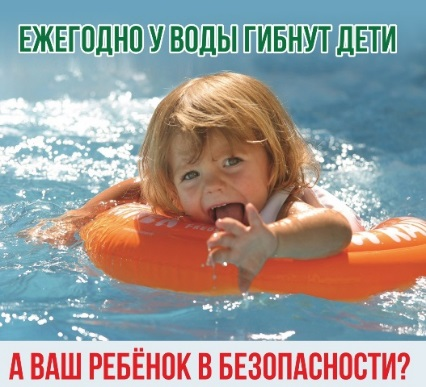 ЕЖЕГОДНО У ВОДЫ ГИБНУТ ДЕТИ
А ВАШ РЕБЁНОК В БЕЗОПАСНОСТИ?